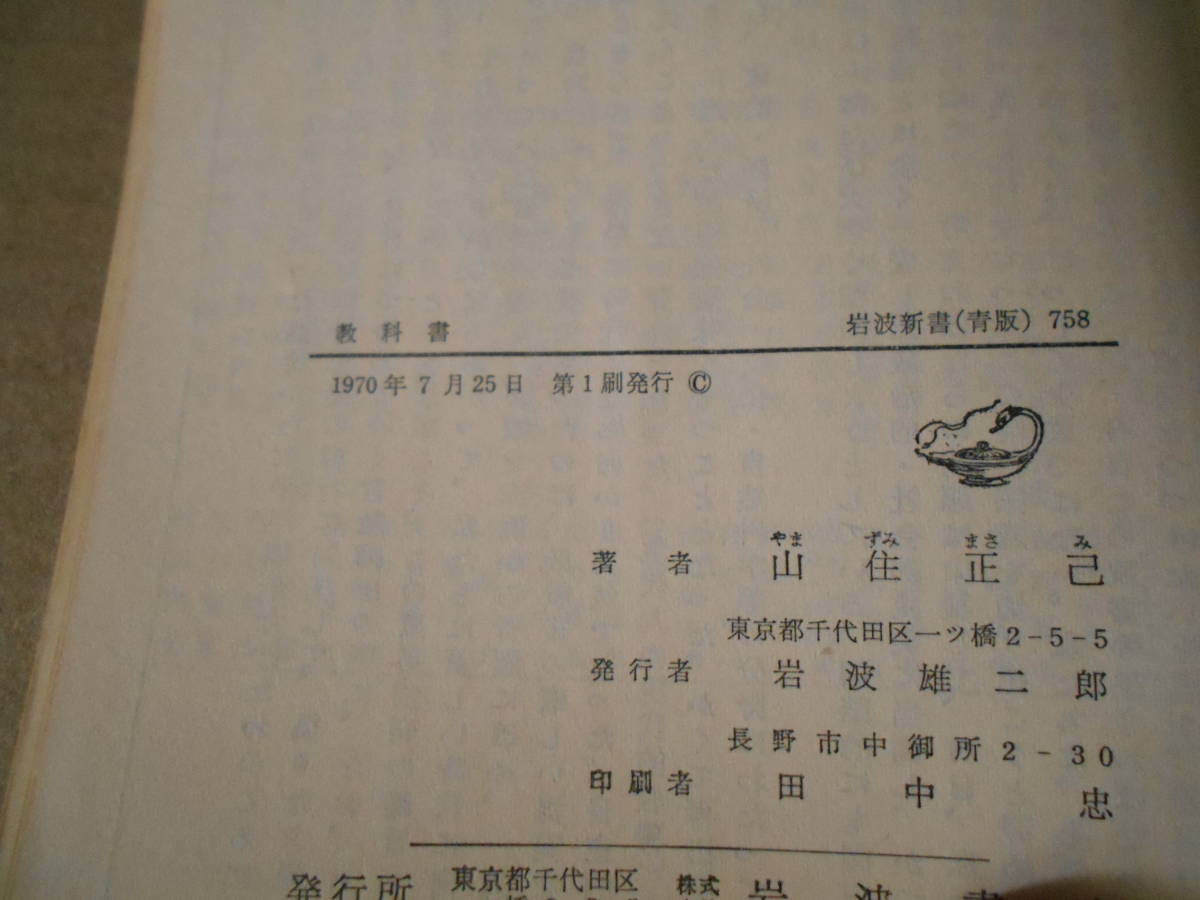 教科書 岩波新書(青版) 758
1970年7月25日 第1刷発行 ©
やま ずみ まさ み
著者 山住正己
東京都千代田区一ツ橋2-5-5
発行者 岩波雄二郎
長野市中御所2-30
印刷者 田中忠
発行所 東京都千代田区 株式 岩波書